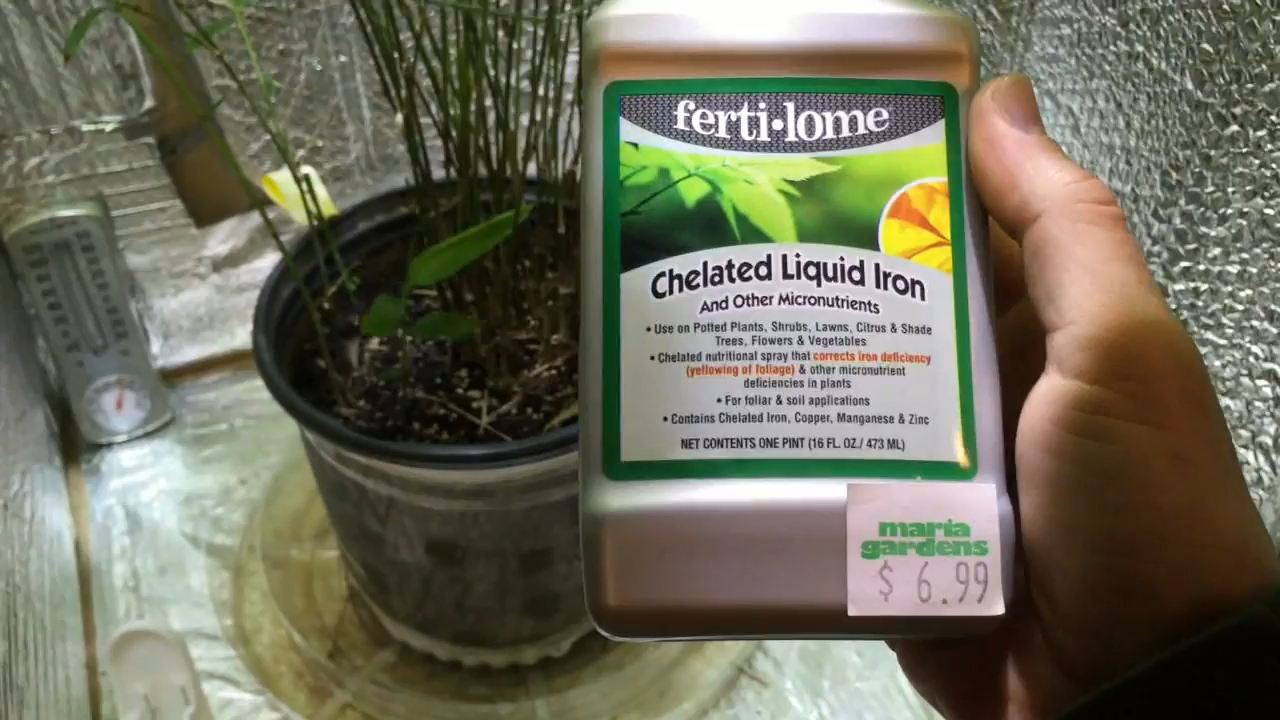 ferti•lome
Chelated Liquid Iron
And Other Micronutrients
• Use on Potted Plants, Shrubs, Lawns, Citrus & Shade
Trees, Flowers & Vegetables
• Chelated nutritional spray that corrects iron deficiency
(yellowing of foliage) & other micronutrient
deficiencies in plants
• For foliar & soil applications
• Contains Chelated Iron, Copper, Manganese & Zinc
NET CONTENTS ONE PINT (16 FL. OZ./ 473 ML)
maria
gardens
$ 6.99